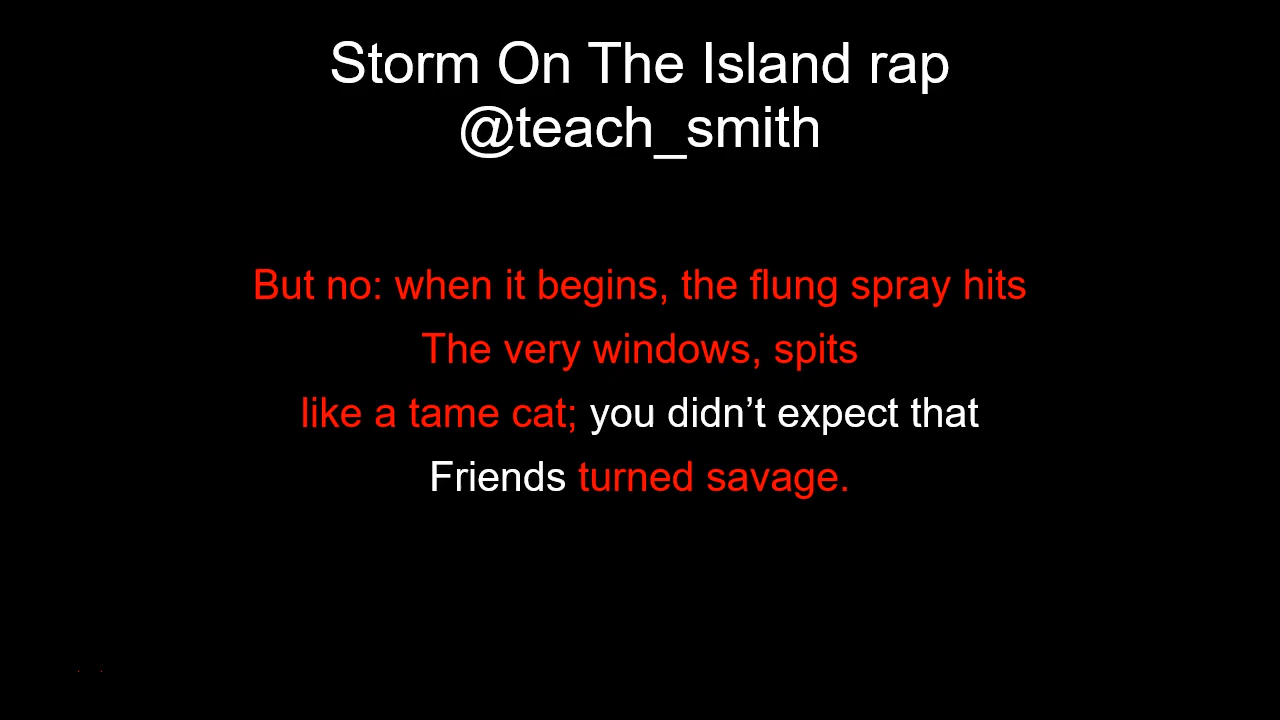 Storm On The Island rap
@teach_smith
But no: when it begins, the flung spray hits
The very windows, spits
like a tame cat; you didn’t expect that
Friends turned savage.